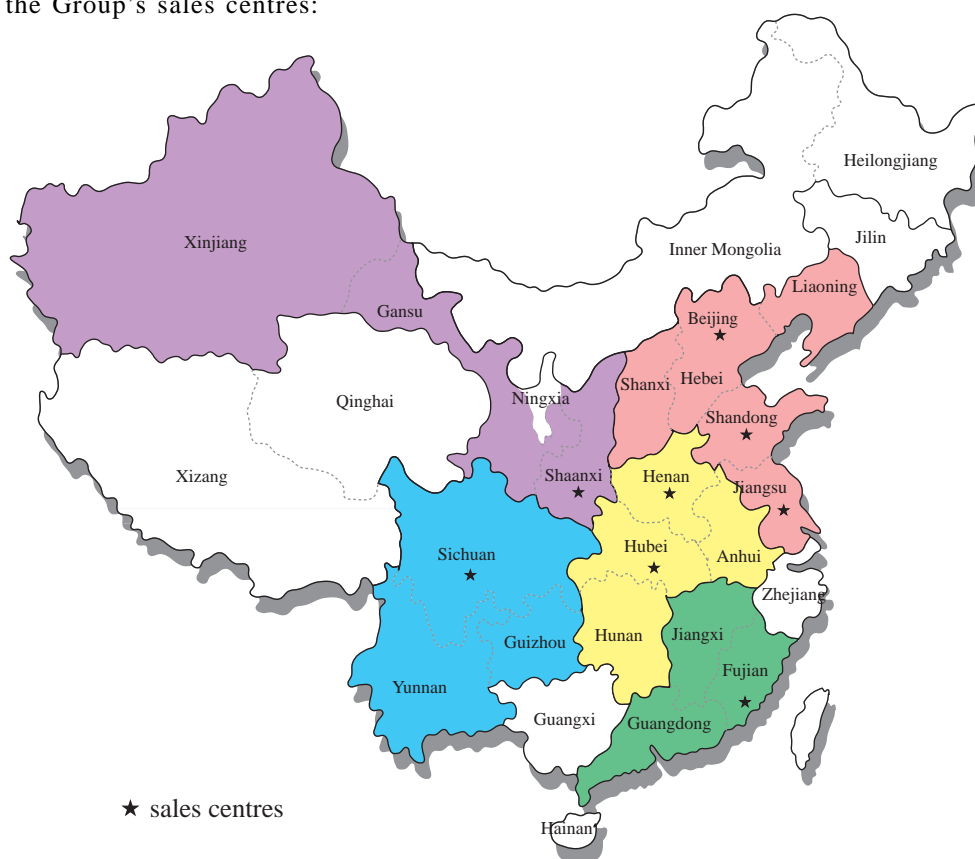 the Group's sales centres:
Heilongjiang
Jilin
Xinjiang
Inner Mongolia
Liaoning
Gansu
Beijing
Shanxi
Hebei
Qinghai
Ningxia
Shandong
Xizang
Shaanxi
Henan
Jiangsu
Sichuan
Hubei
Anhui
Zhejiang
Guizhou
Hunan
Jiangxi
Fujian
Yunnan
Guangxi
Guangdong
★ sales centres
Hainan